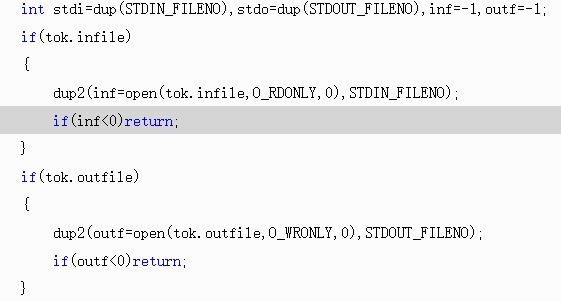 int stdi=dup(STDIN_FILENO),stdo=dup(STDOUT_FILENO),inf=-1,outf=-1;
if(tok.infile)
{
dup2(inf=open(tok.infile,O_RDONLY,0),STDIN_FILENO);
if(inf<0)return;
}
if(tok.outfile)
{
dup2(outf=open(tok.outfile,O_WRONLY,0),STDOUT_FILENO);
if(outf<0)return;
}